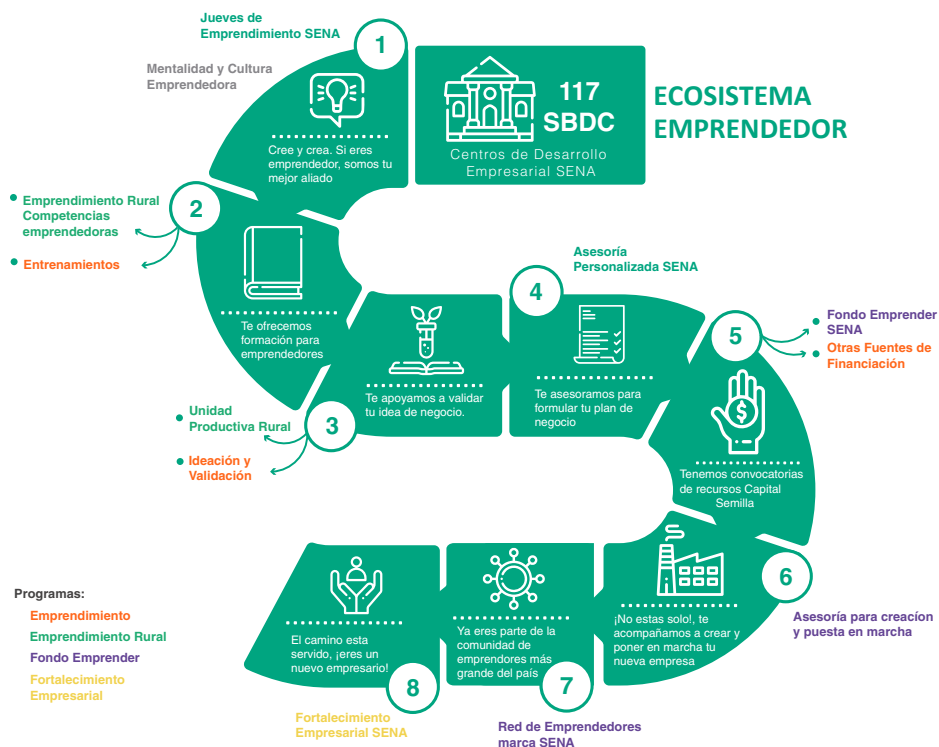 Jueves de
Emprendimiento SENA
1
Mentalidad y Cultura
Emprendedora
Cree y crea. Si eres
emprendedor, somos tu
mejor aliado
117
SBDC
Centros de Desarrollo
Empresarial SENA
ECOSISTEMA
EMPRENDEDOR
2
Emprendimiento Rural
Competencias
emprendedoras
Entrenamientos
Te ofrecemos
formación para
emprendedores
3
Unidad
Productiva Rural
Ideación y
Validación
Te apoyamos a validar
tu idea de negocio.
Asesoría
Personalizada SENA
4
Te asesoramos para
formular tu plan de
negocio
5
Fondo Emprender
SENA
Otras Fuentes de
Financiación
Tenemos convocatorias
de recursos Capital
Semilla
6
Asesoría para creacíon
y puesta en marcha
¡No estas solo!, te
acompañamos a crear y
poner en marcha tu
nueva empresa
7
Red de Emprendedores
marca SENA
Ya eres parte de la
comunidad de
emprendores más
grande del país
8
Fortalecimiento
Empresarial SENA
El camino esta
servido, ¡eres un
nuevo empresario!
Programas:
Emprendimiento
Emprendimiento Rural
Fondo Emprender
Fortalecimiento
Empresarial